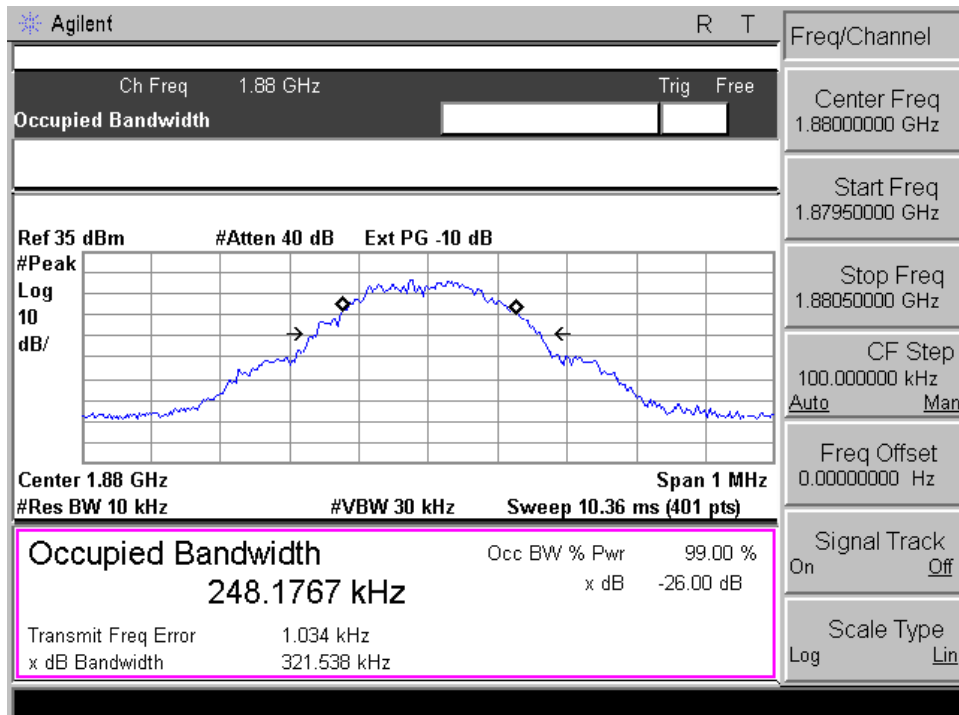 Agilent R T
Ch Freq 1.88 GHz Trig Free
Occupied Bandwidth
Ref 35 dBm #Atten 40 dB Ext PG -10 dB
#Peak
Log
10
dB/
Center 1.88 GHz Span 1 MHz
#Res BW 10 kHz #VBW 30 kHz Sweep 10.36 ms (401 pts)
Occupied Bandwidth Occ BW % Pwr 99.00 %
248.1767 kHz x dB -26.00 dB
Transmit Freq Error 1.034 kHz
x dB Bandwidth 321.538 kHz
Freq/Channel
Center Freq
1.88000000 GHz
Start Freq
1.87950000 GHz
Stop Freq
1.88050000 GHz
CF Step
100.000000 kHz
Auto Man
Freq Offset
0.00000000 Hz
Signal Track
On Off
Scale Type
Log Lin